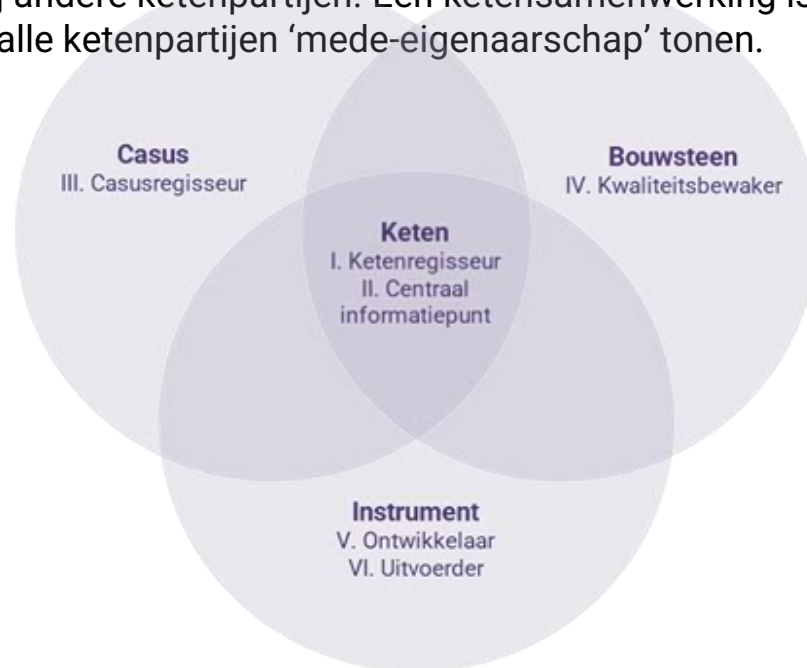 andere ketenpartijen. Een ketensamenwerking is
alle ketenpartijen ‘mede-eigenaarschap’ tonen.
Casus
III. Casusregisseur
Bouwsteen
IV. Kwaliteitsbewaker
Keten
I. Ketenregisseur
II. Centraal
informatiepunt
Instrument
V. Ontwikkelaar
VI. Uitvoerder